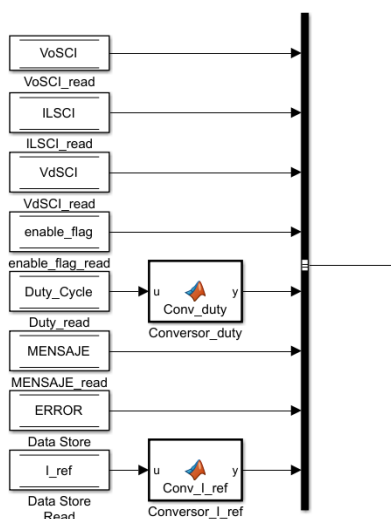 VoSCI
VoSCI_read
ILSCI
ILSCI_read
VdSCI
VdSCI_read
enable_flag
enable_flag_read
Duty_Cycle
u
y
Conv_duty
Duty_read
Conversor_duty
MENSAJE
MENSAJE_read
ERROR
Data Store
I_ref
u
y
Conv_I_ref
Data Store
Read
Conversor_I_ref